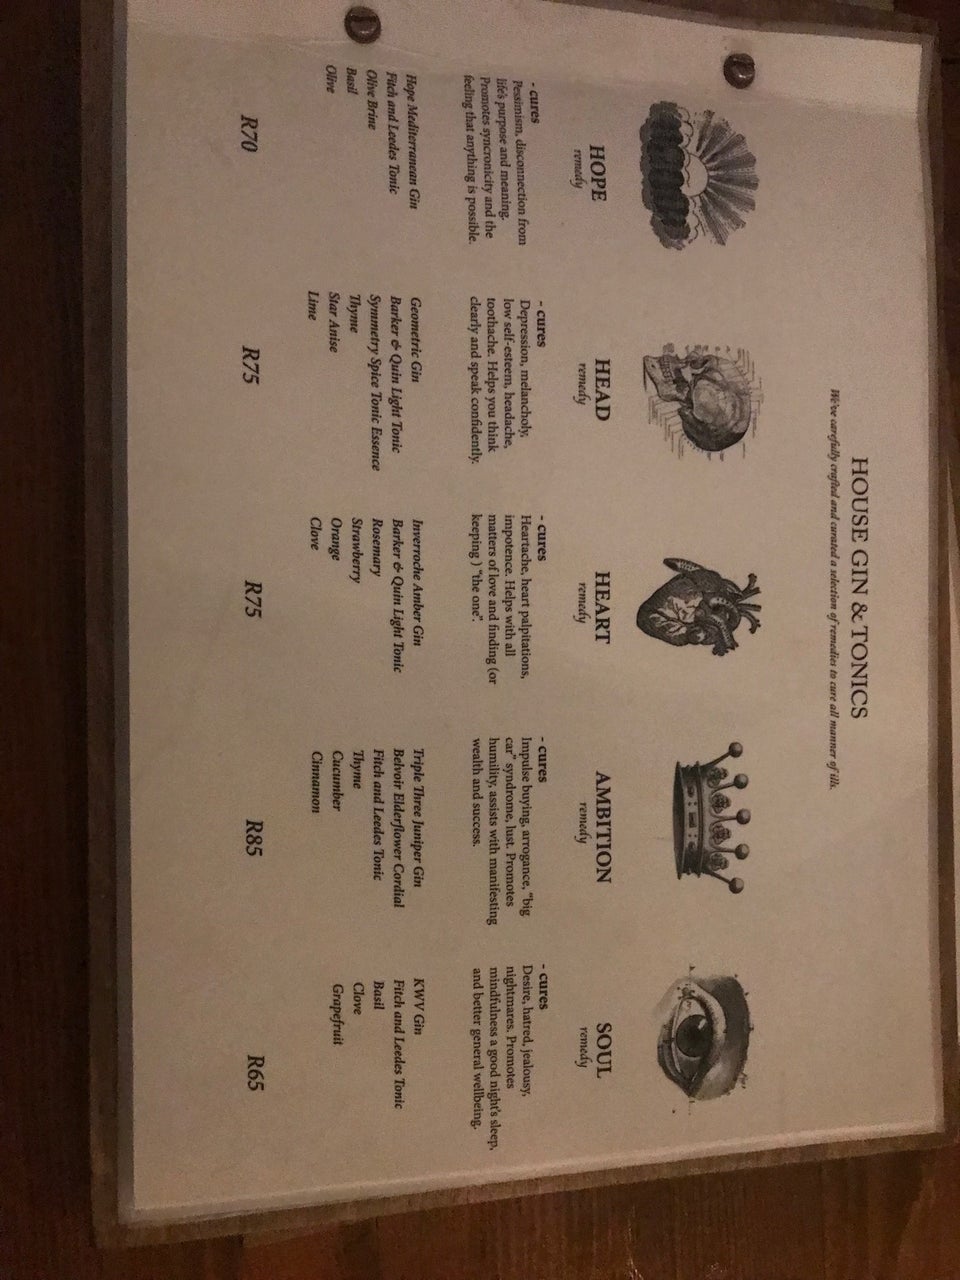 HOUSE GIN & TONICS
We've carefully crafted and curated a selection of remedies to cure all manner of ills.
HOPE
remedy
- cures
Pessimism, disconnection from
life's purpose and meaning.
Promotes syncronicity and the
feeling that anything is possible.
Hope Mediterranean Gin
Fitch and Leedes Tonic
Olive Brine
Basil
Olive
R70
HEAD
remedy
- cures
Depression, melancholy,
low self-esteem, headache,
toothache. Helps you think
clearly and speak confidently.
Geometric Gin
Barker & Quin Light Tonic
Symmetry Spice Tonic Essence
Thyme
Star Anise
Lime
R75
HEART
remedy
- cures
Heartache, heart palpitations,
impotence. Helps with all
matters of love and finding (or
keeping ) "the one".
Inverroche Amber Gin
Barker & Quin Light Tonic
Rosemary
Strawberry
Orange
Clove
R75
AMBITION
remedy
- cures
Impulse buying, arrogance, "big
car" syndrome, lust. Promotes
humility, assists with manifesting
wealth and success.
Triple Three Juniper Gin
Belvoir Elderflower Cordial
Fitch and Leedes Tonic
Thyme
Cucumber
Cinnamon
R85
SOUL
remedy
- cures
Desire, hatred, jealousy,
nightmares. Promotes
mindfulness a good night's sleep,
and better general wellbeing.
KWV Gin
Fitch and Leedes Tonic
Basil
Clove
Grapefruit
R65